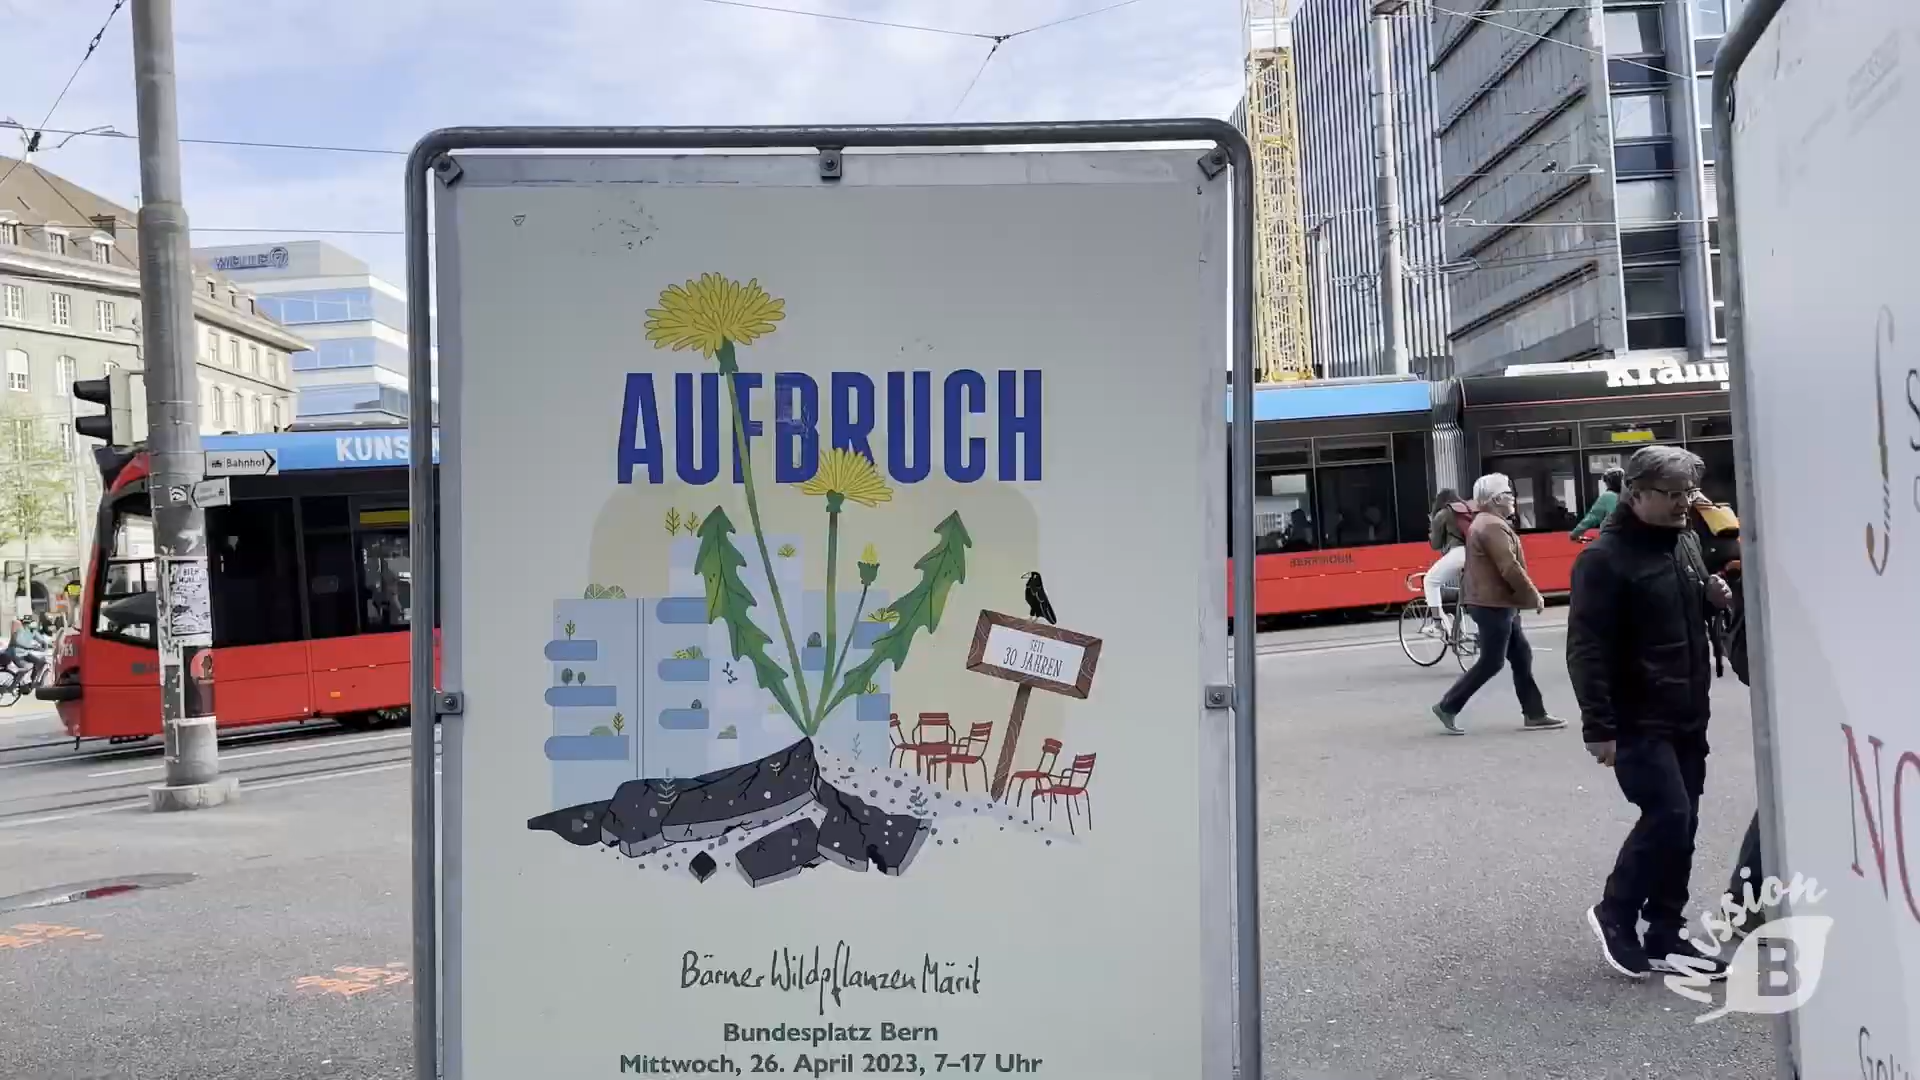 KUNS
Bahnhof
AUFBRUCH
SEIT
30 JAHREN
BERNMOBIL
Bärner Wildpflanzen Märit
Bundesplatz Bern
Mittwoch, 26. April 2023, 7–17 Uhr
Mission
B